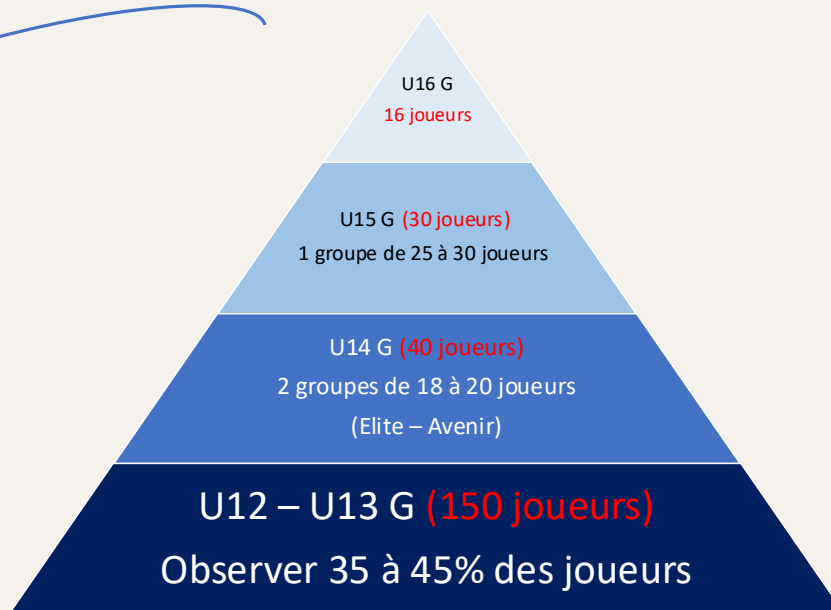 U16 G
16 joueurs
U15 G (30 joueurs)
1 groupe de 25 à 30 joueurs
U14 G (40 joueurs)
2 groupes de 18 à 20 joueurs
(Elite – Avenir)
U12 – U13 G (150 joueurs)
Observer 35 à 45% des joueurs